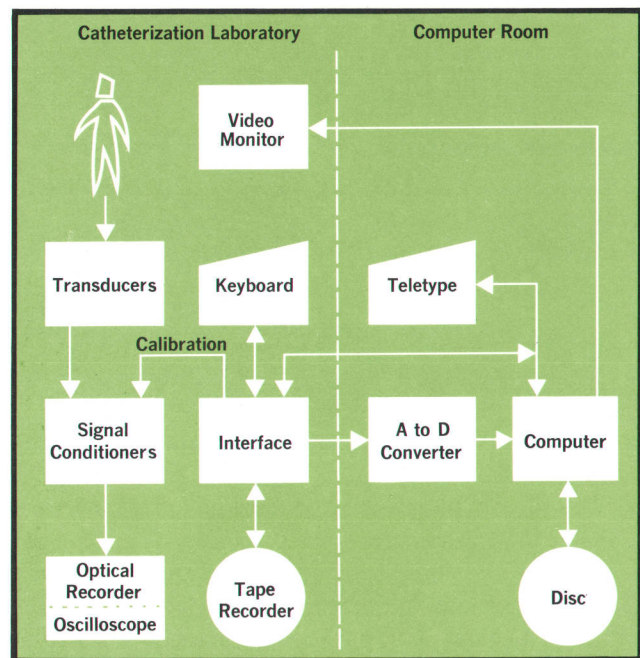 Catheterization Laboratory
Computer Room
Video
Monitor
Transducers
Keyboard
Teletype
Calibration
Signal
Conditioners
Interface
A to D
Converter
Computer
Optical
Recorder
Oscilloscope
Tape
Recorder
Disc